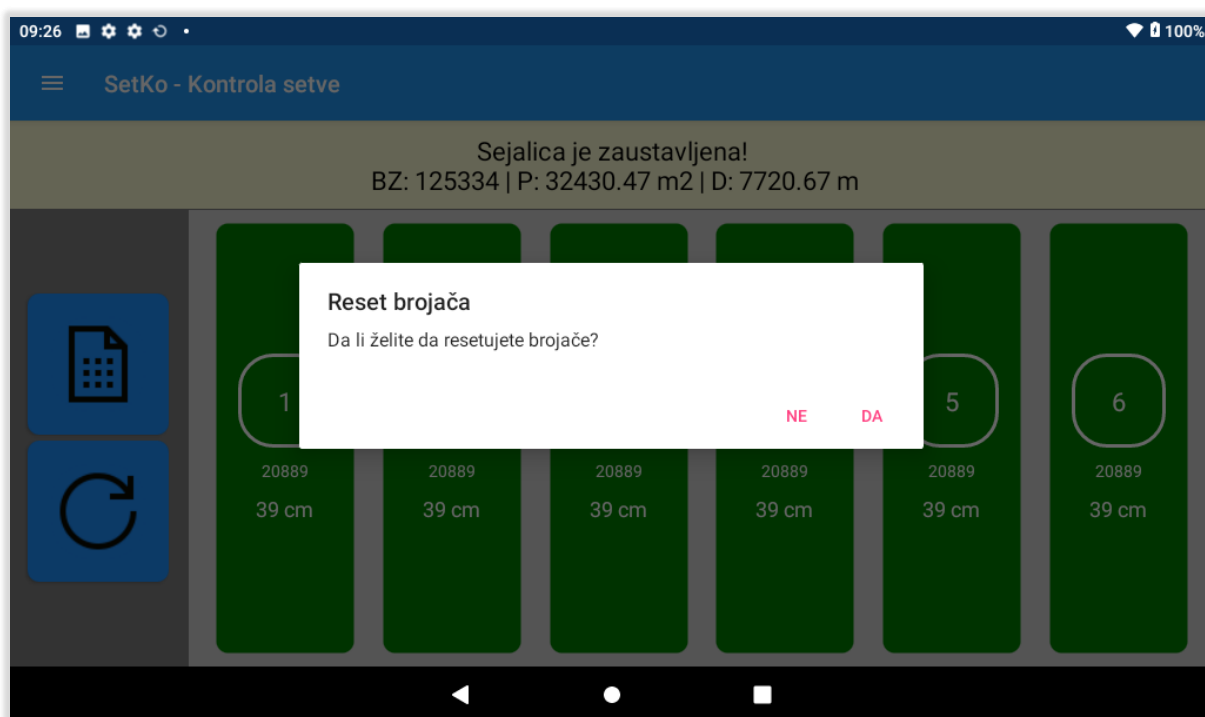 09:26
100%
SetKo - Kontrola setve
Sejalica je zaustavljena!
BZ: 125334 | P: 32430.47 m2 | D: 7720.67 m
Reset brojača
Da li želite da resetujete brojače?
NE DA
1 5 6
20889 20889 20889 20889 20889 20889
39 cm 39 cm 39 cm 39 cm 39 cm 39 cm